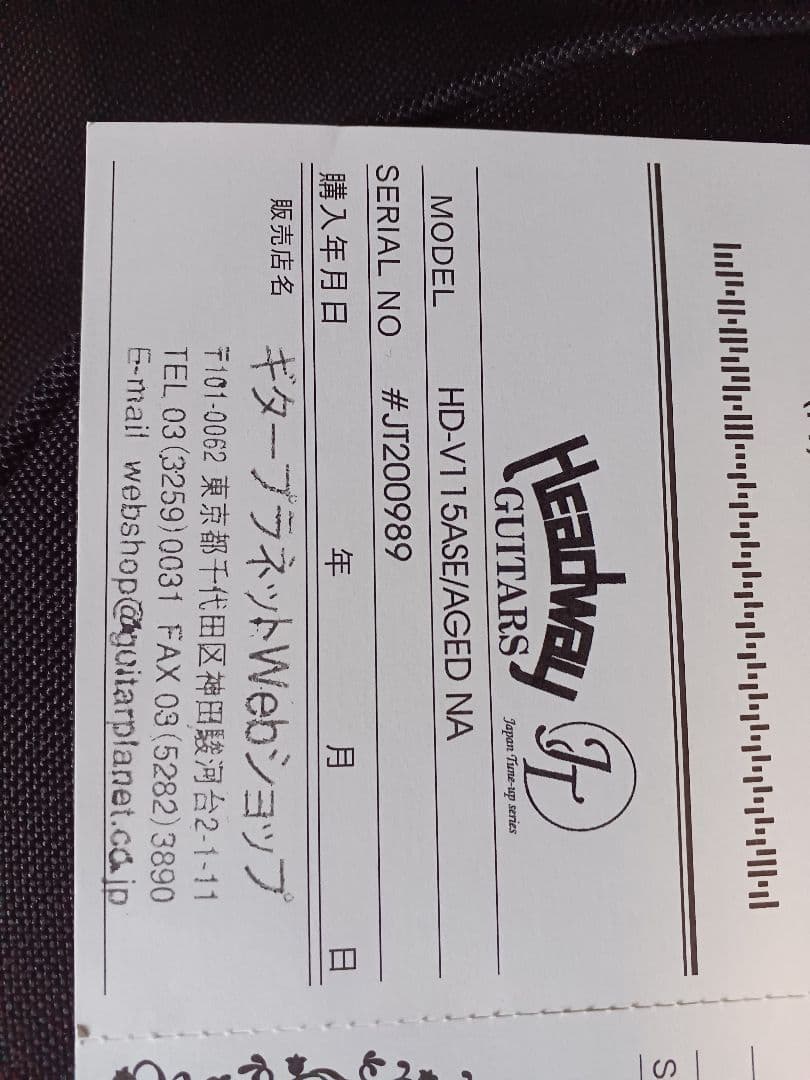 Headway
GUITARS
JT
Japan Tune-up series
MODEL HD-V115ASE/AGED NA
SERIAL NO #JT200989
購入年月日 年 月 日
販売店名 ギタープラネットWebショップ
〒101-0062 東京都千代田区神田駿河台2-1-11
TEL 03(3259)0031 FAX 03(5282)3890
E-mail webshop@guitarplanet.co.jp
S